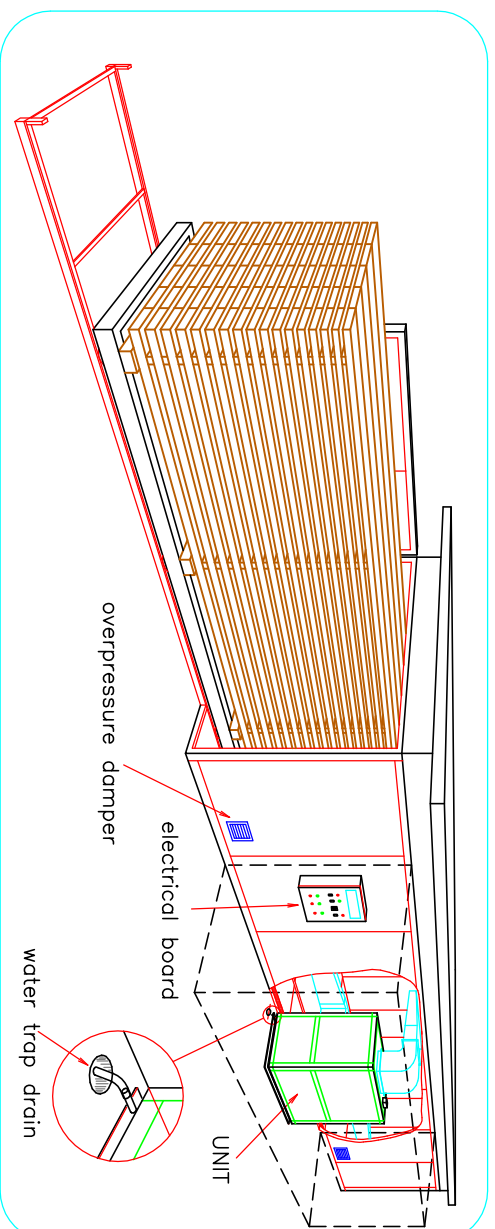 overpressure damper
electrical board
water trap drain
UNIT